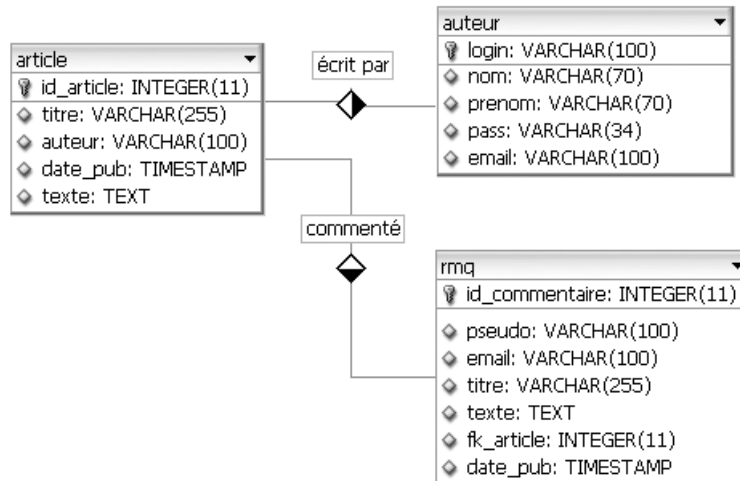 article
id_article: INTEGER(11)
titre: VARCHAR(255)
auteur: VARCHAR(100)
date_pub: TIMESTAMP
texte: TEXT
écrit par
auteur
login: VARCHAR(100)
nom: VARCHAR(70)
prenom: VARCHAR(70)
pass: VARCHAR(34)
email: VARCHAR(100)
commenté
rmq
id_commentaire: INTEGER(11)
pseudo: VARCHAR(100)
email: VARCHAR(100)
titre: VARCHAR(255)
texte: TEXT
fk_article: INTEGER(11)
date_pub: TIMESTAMP